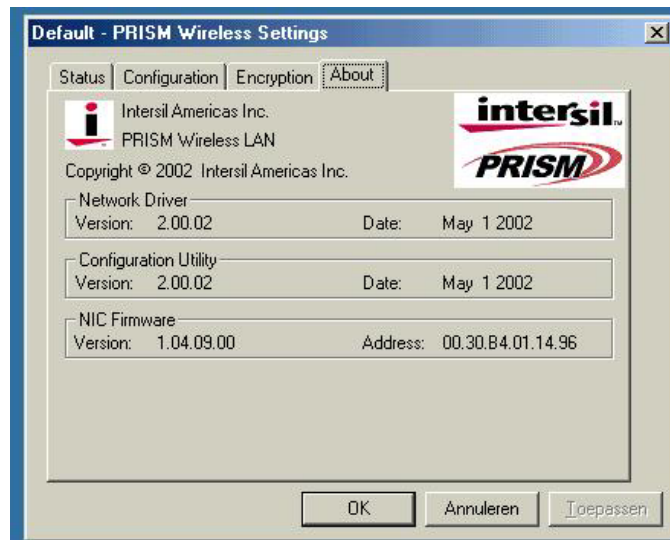 Default - PRISM Wireless Settings
Status Configuration Encryption About
Intersil Americas Inc.
PRISM Wireless LAN
intersil
PRISM
Copyright © 2002 Intersil Americas Inc.
Network Driver
Version: 2.00.02 Date: May 1 2002
Configuration Utility
Version: 2.00.02 Date: May 1 2002
NIC Firmware
Version: 1.04.09.00 Address: 00.30.B4.01.14.96
OK Annuleren Toepassen